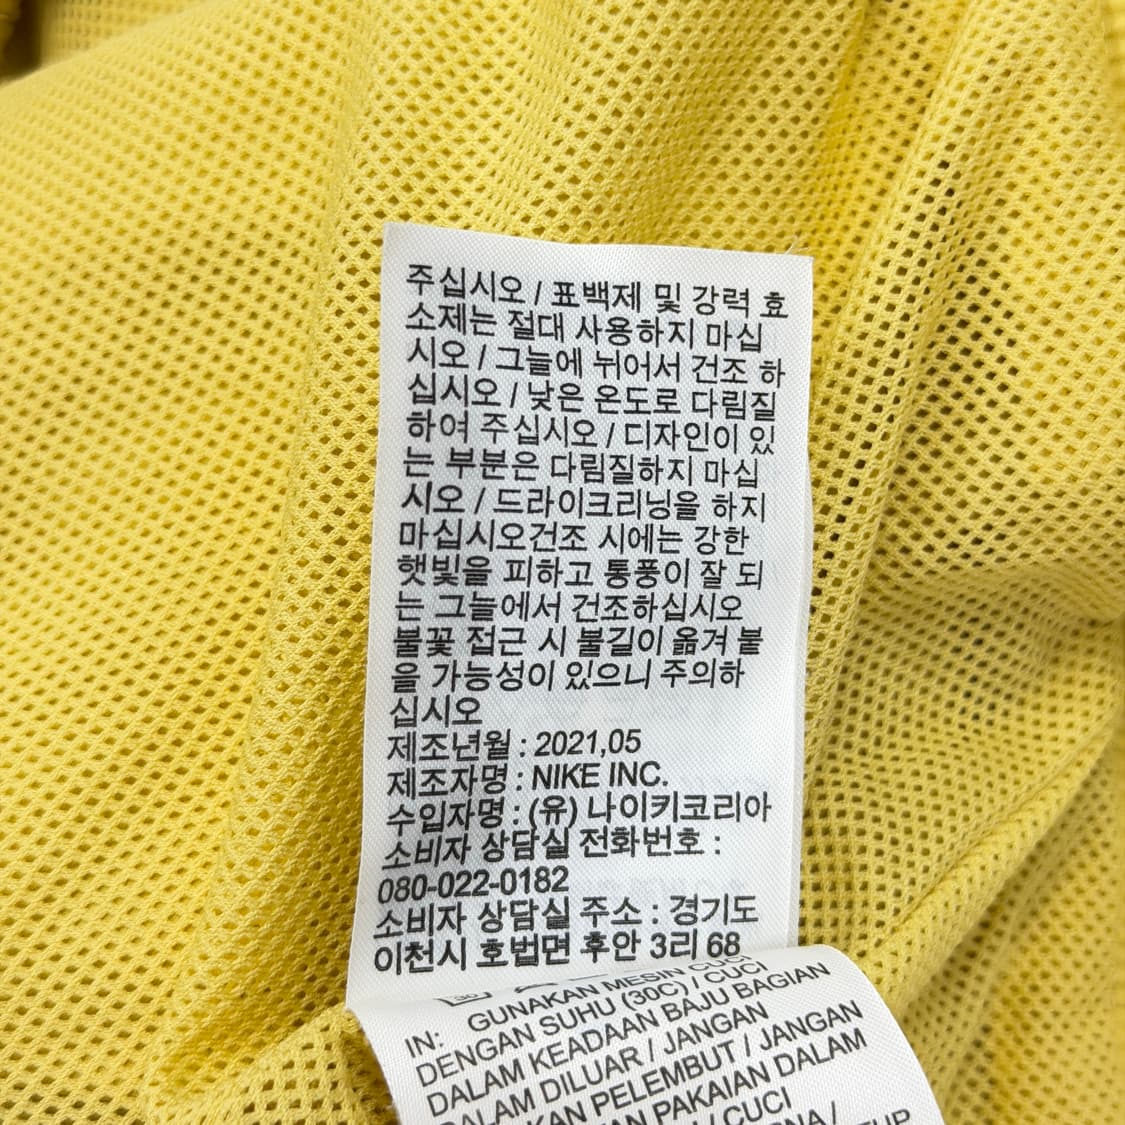 주십시오 / 표백제 및 강력 효
소제는 절대 사용하지 마십
시오 / 그늘에 뉘어서 건조 하
십시오 / 낮은 온도로 다림질
하여 주십시오 / 디자인이 있
는 부분은 다림질하지 마십
시오 / 드라이크리닝을 하지
마십시오건조 시에는 강한
햇빛을 피하고 통풍이 잘 되
는 그늘에서 건조하십시오
불꽃 접근 시 불길이 옮겨 붙
을 가능성이 있으니 주의하
십시오
제조년월 : 2021,05
제조자명 : NIKE INC.
수입자명 : (유) 나이키코리아
소비자 상담실 전화번호 :
080-022-0182
소비자 상담실 주소 : 경기도
이천시 호법면 후안 3리 68
30
IN: GUNAKAN MESIN CUCI
DENGAN SUHU (30C) / CUCI
DALAM KEADAAN BAJU BAGIAN
DALAM DILUAR / JANGAN
PELEMBUT / JANGAN
PAKAIAN DALAM
/ CUCI